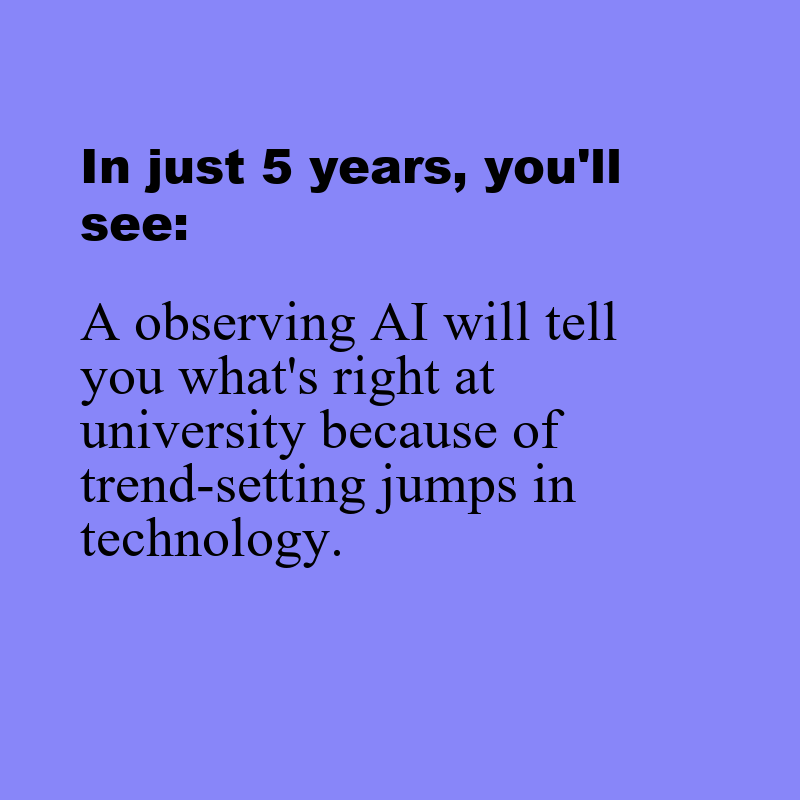 In just 5 years, you'll
see:
A observing AI will tell
you what's right at
university because of
trend-setting jumps in
technology.